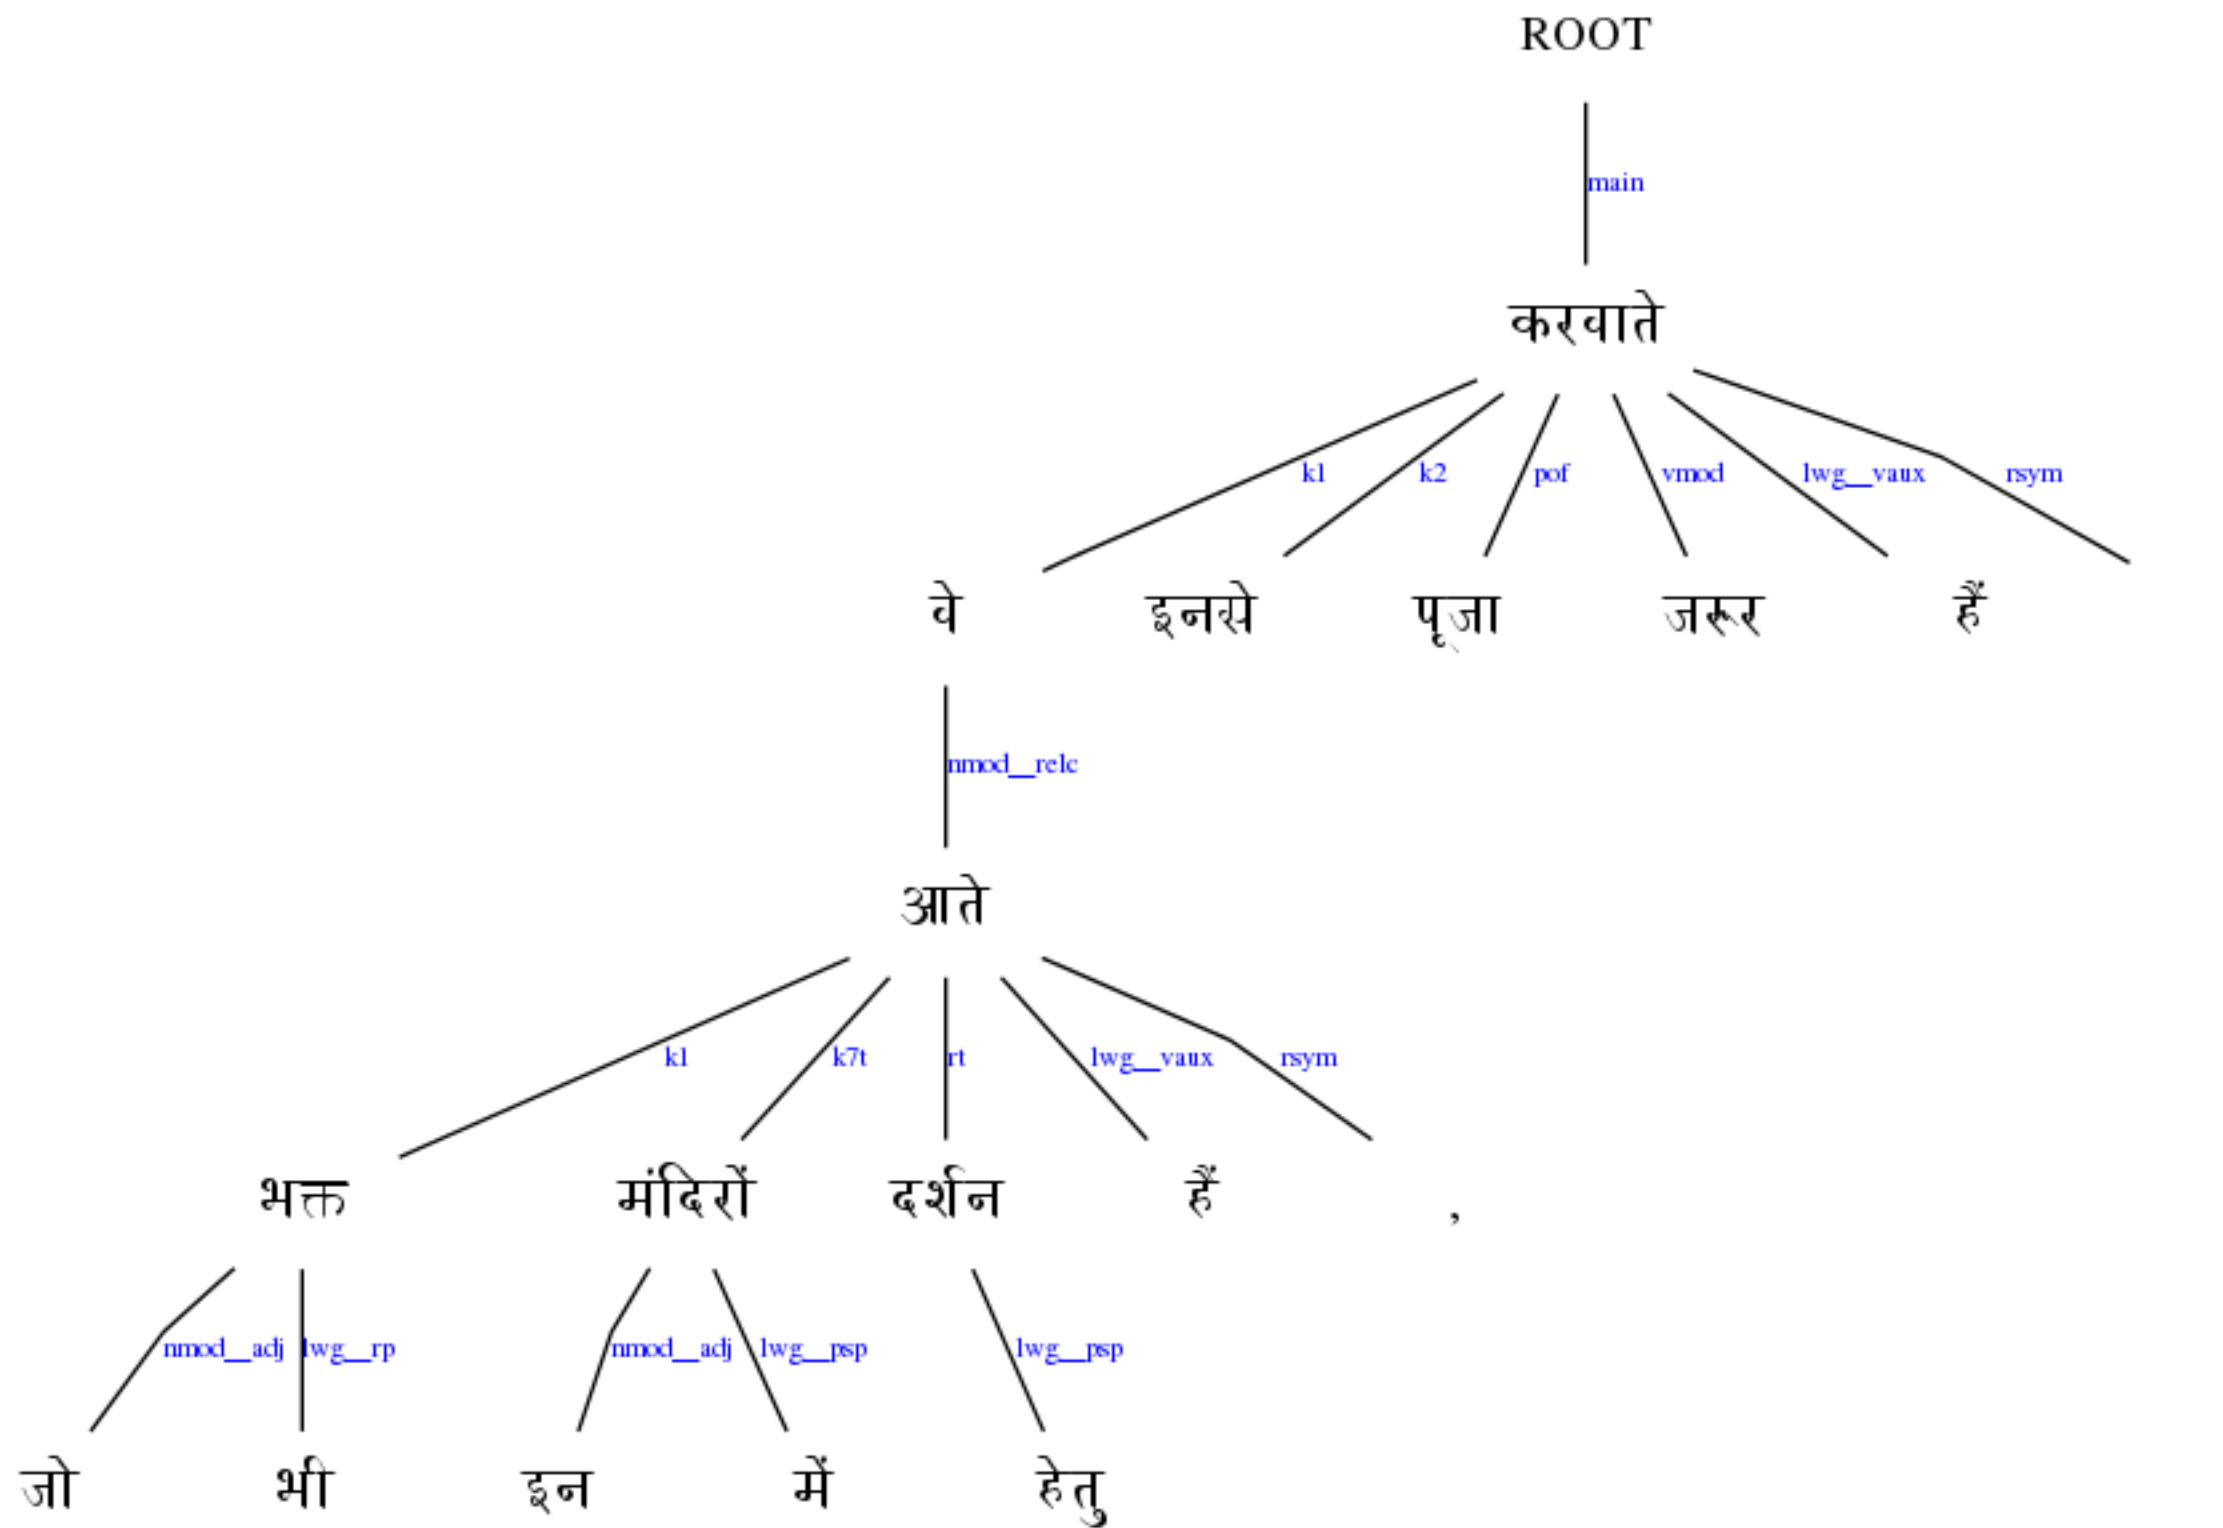 ROOT
main
करवाते
k1 k2 pof vmod lwg__vaux rsym
वे इनसे पूजा जरूर हैं
nmod__relc
आते
k1 k7t rt lwg__vaux rsym
भक्त मंदिरों दर्शन हैं ,
nmod__adj lwg__rp nmod__adj lwg__psp lwg__psp
जो भी इन में हेतु